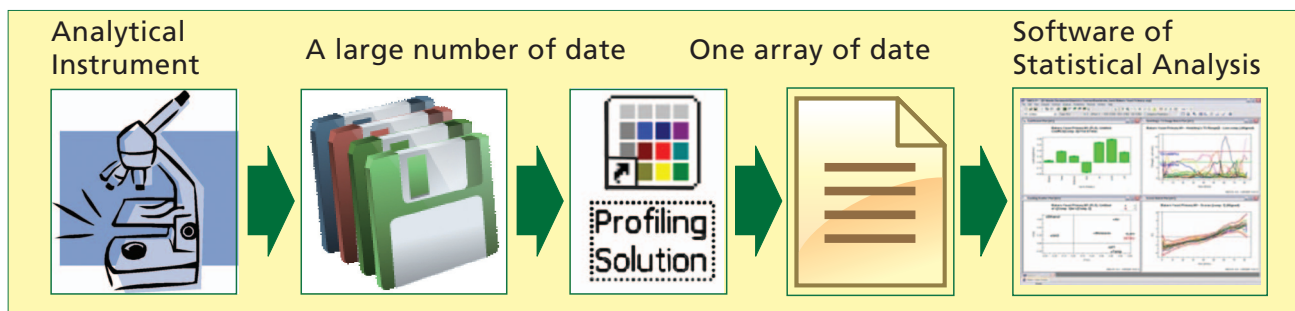 Analytical
Instrument
A large number of date
One array of date
Software of
Statistical Analysis
Profiling
Solution